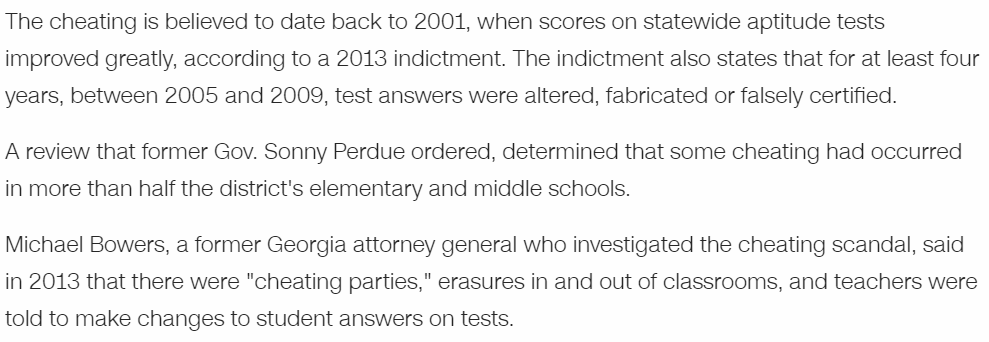 The cheating is believed to date back to 2001, when scores on statewide aptitude tests
improved greatly, according to a 2013 indictment. The indictment also states that for at least four
years, between 2005 and 2009, test answers were altered, fabricated or falsely certified.
A review that former Gov. Sonny Perdue ordered, determined that some cheating had occurred
in more than half the district's elementary and middle schools.
Michael Bowers, a former Georgia attorney general who investigated the cheating scandal, said
in 2013 that there were "cheating parties," erasures in and out of classrooms, and teachers were
told to make changes to student answers on tests.